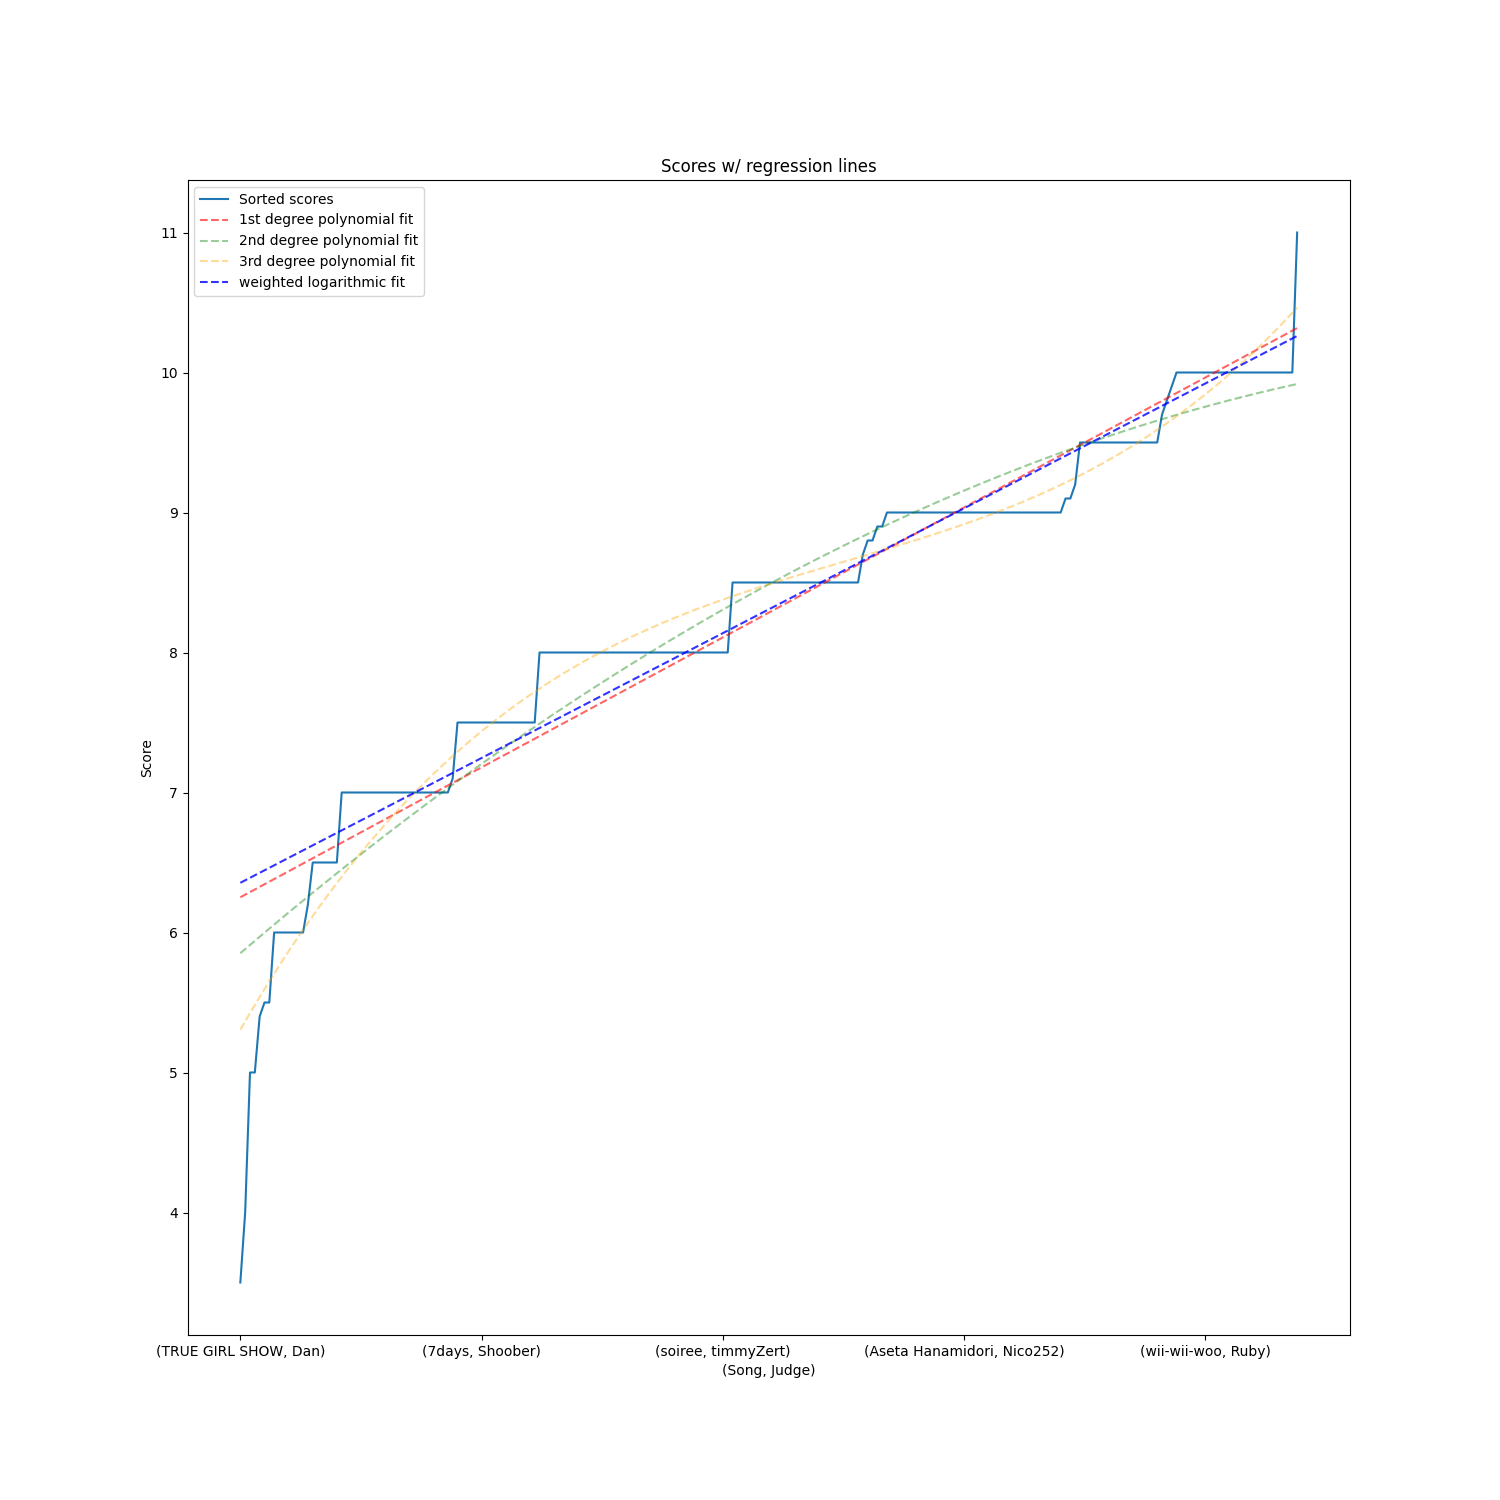 Scores w/ regression lines
Sorted scores
1st degree polynomial fit
2nd degree polynomial fit
3rd degree polynomial fit
weighted logarithmic fit
11
10
9
8
7
6
5
4
Score
(TRUE GIRL SHOW, Dan) (7days, Shoober) (soiree, timmyZert) (Aseta Hanamidori, Nico252) (wii-wii-woo, Ruby)
(Song, Judge)